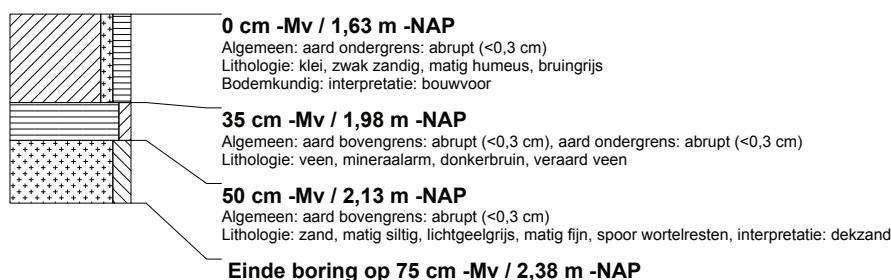 0 cm -Mv / 1,63 m -NAP
Algemeen: aard ondergrens: abrupt (<0,3 cm)
Lithologie: klei, zwak zandig, matig humeus, bruingrijs
Bodemkundig: interpretatie: bouwvoor
35 cm -Mv / 1,98 m -NAP
Algemeen: aard bovengrens: abrupt (<0,3 cm), aard ondergrens: abrupt (<0,3 cm)
Lithologie: veen, mineraalarm, donkerbruin, veraard veen
50 cm -Mv / 2,13 m -NAP
Algemeen: aard bovengrens: abrupt (<0,3 cm)
Lithologie: zand, matig siltig, lichtgeelgrijs, matig fijn, spoor wortelresten, interpretatie: dekzand
Einde boring op 75 cm -Mv / 2,38 m -NAP